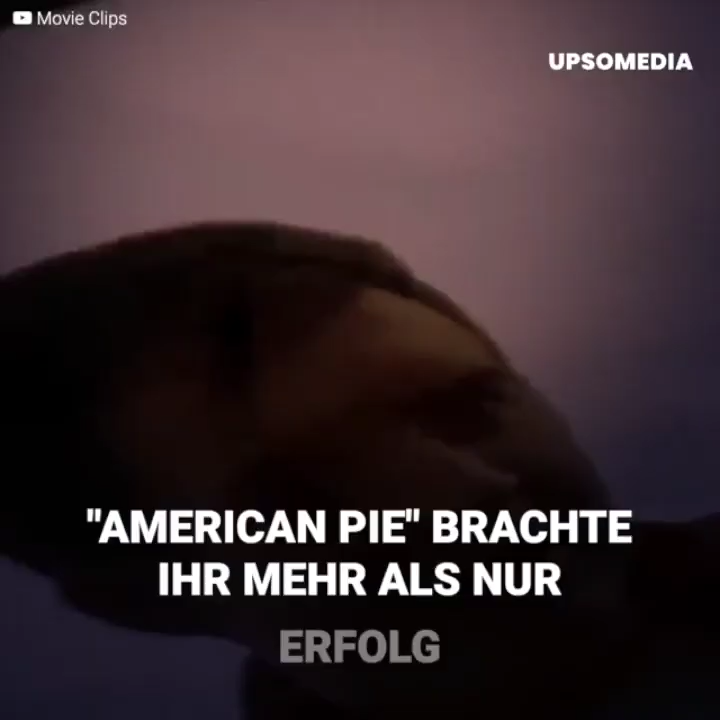 Movie Clips
UPSOMEDIA
"AMERICAN PIE" BRACHTE
IHR MEHR ALS NUR
ERFOLG